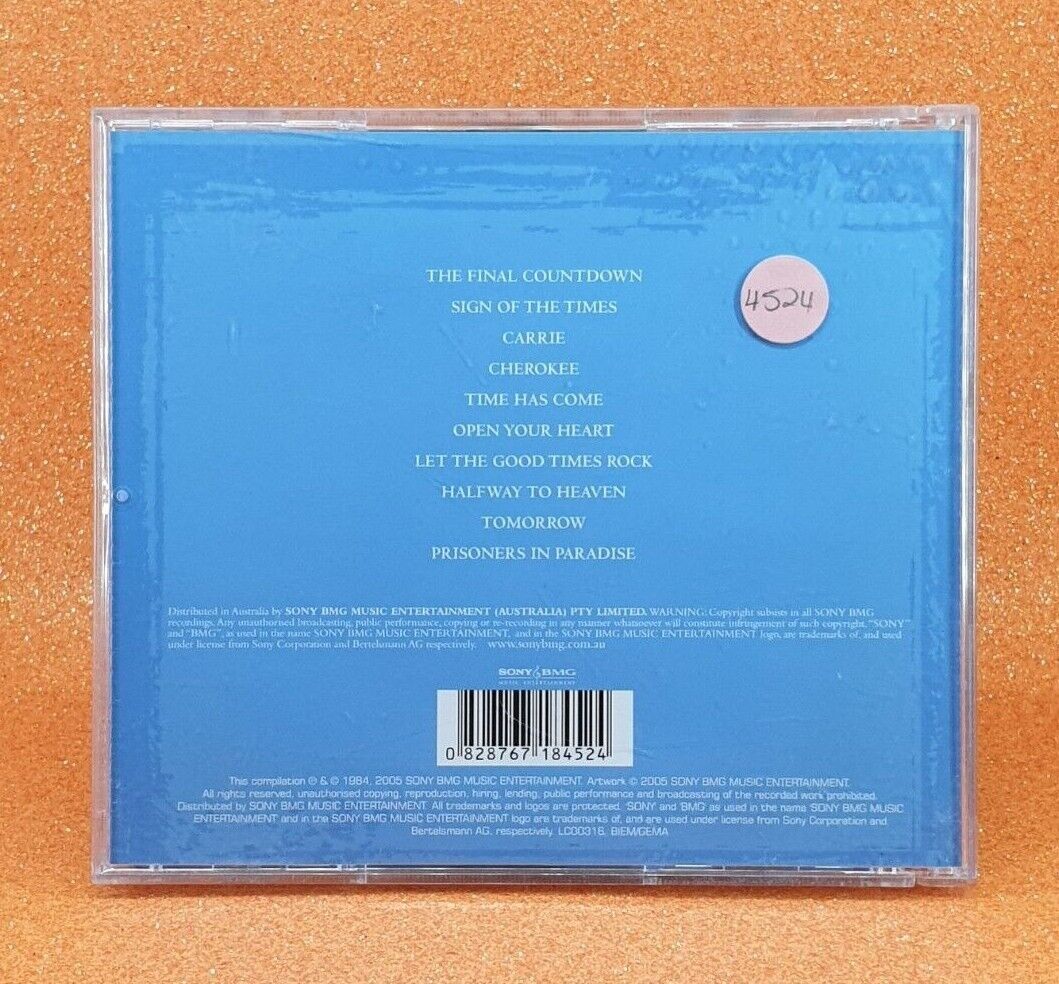 THE FINAL COUNTDOWN
SIGN OF THE TIMES
4524
CARRIE
CHEROKEE
TIME HAS COME
OPEN YOUR HEART
LET THE GOOD TIMES ROCK
HALFWAY TO HEAVEN
TOMORROW
PRISONERS IN PARADISE
Distributed in Australia by SONY BMG MUSIC ENTERTAINMENT (AUSTRALIA) PTY LIMITED. WARNING: Copyright subsists in all SONY BMG
recordings. Any unauthorised broadcasting, public performance, copying or re-recording in any manner whatsoever will constitute infringement of such copyright. "SONY"
and "BMG", as used in the name SONY BMG MUSIC ENTERTAINMENT, and in the SONY BMG MUSIC ENTERTAINMENT logo, are trademarks of, and used
under license from Sony Corporation and Bertelsmann AG respectively. www.sonybmg.com.au
SONY BMG
MUSIC ENTERTAINMENT
0 828767 184524
This compilation ℗ & © 1984, 2005 SONY BMG MUSIC ENTERTAINMENT. Artwork © 2005 SONY BMG MUSIC ENTERTAINMENT.
All rights reserved, unauthorised copying, reproduction, hiring, lending, public performance and broadcasting of the recorded work prohibited.
Distributed by SONY BMG MUSIC ENTERTAINMENT. All trademarks and logos are protected. 'SONY' and 'BMG' as used in the name 'SONY BMG MUSIC
ENTERTAINMENT' and in the SONY BMG MUSIC ENTERTAINMENT logo are trademarks of, and are used under license from Sony Corporation and
Bertelsmann AG, respectively. LC00316. BIEM/GEMA